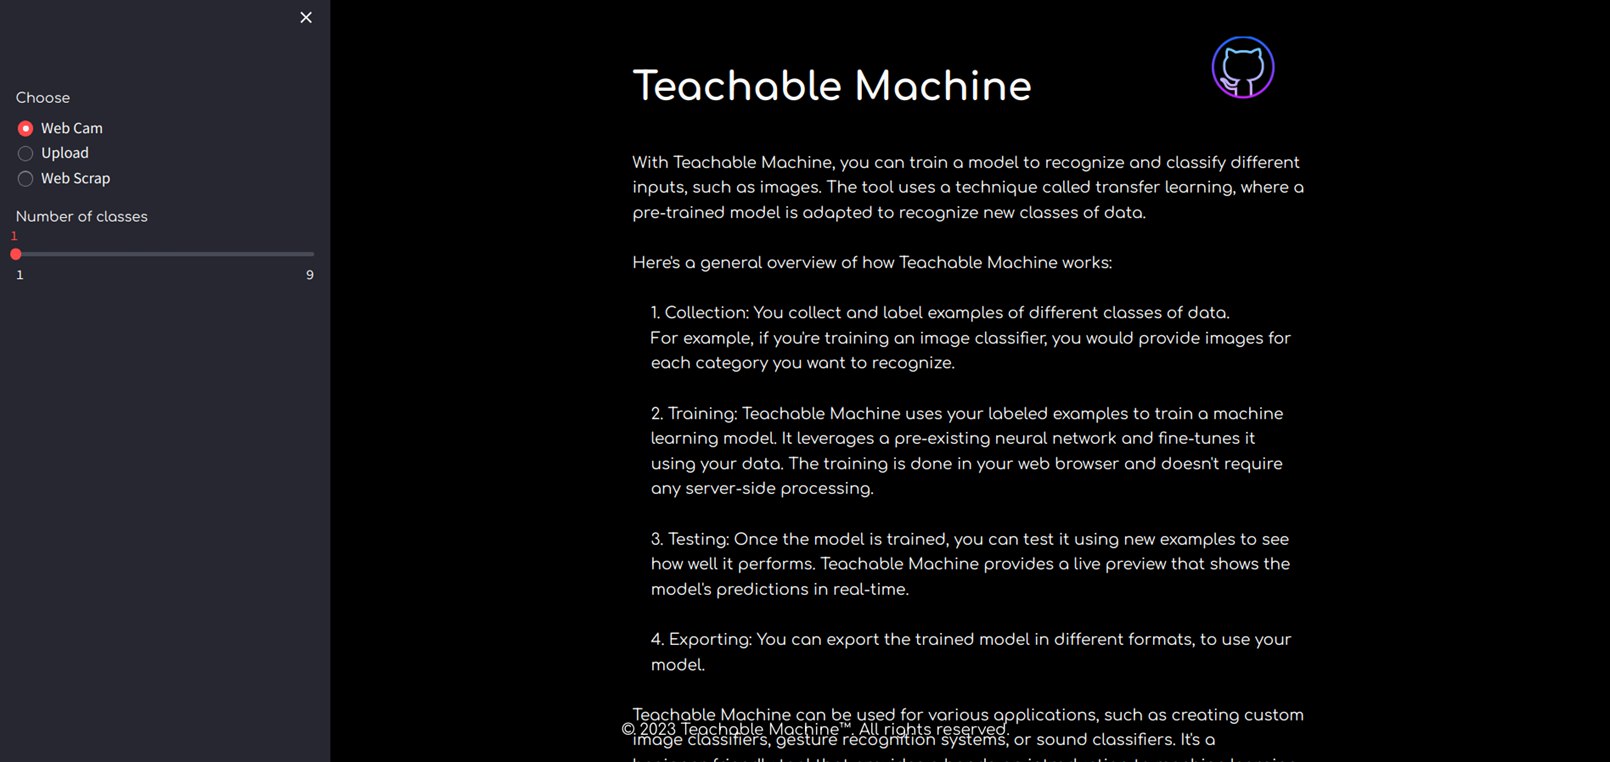 Choose
Web Cam
Upload
Web Scrap
Number of classes
1
1 9
Teachable Machine
With Teachable Machine, you can train a model to recognize and classify different
inputs, such as images. The tool uses a technique called transfer learning, where a
pre-trained model is adapted to recognize new classes of data.
Here's a general overview of how Teachable Machine works:
1. Collection: You collect and label examples of different classes of data.
For example, if you're training an image classifier, you would provide images for
each category you want to recognize.
2. Training: Teachable Machine uses your labeled examples to train a machine
learning model. It leverages a pre-existing neural network and fine-tunes it
using your data. The training is done in your web browser and doesn't require
any server-side processing.
3. Testing: Once the model is trained, you can test it using new examples to see
how well it performs. Teachable Machine provides a live preview that shows the
model's predictions in real-time.
4. Exporting: You can export the trained model in different formats, to use your
model.
Teachable Machine can be used for various applications, such as creating custom
© 2023 Teachable Machine™. All rights reserved.
image classifiers, gesture recognition systems, or sound classifiers. It's a